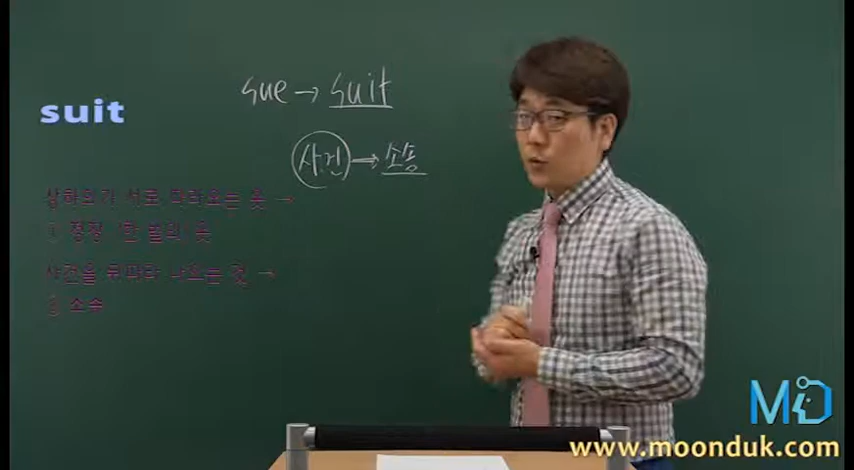 suit
sue → suit
사건 → 소송
상하의가 서로 따라오는 옷 →
① 정장, 한 벌의 옷
사건을 뒤따라 나오는 것 →
② 소송
MD
www.moonduk.com